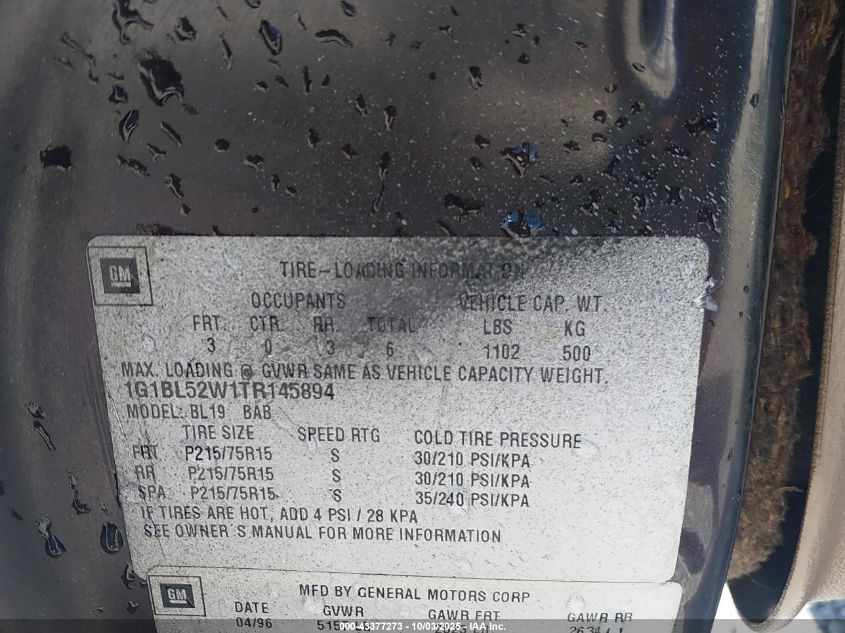 GM
TIRE-LOADING INFORMATION
OCCUPANTS VEHICLE CAP. WT.
FRT. CTR. RR. TOTAL LBS KG
3 0 3 6 1102 500
MAX. LOADING @ GVWR SAME AS VEHICLE CAPACITY WEIGHT.
1G1BL52W1TR145894
MODEL: BL19 BAB
TIRE SIZE SPEED RTG COLD TIRE PRESSURE
FRT P215/75R15 S 30/210 PSI/KPA
RR P215/75R15 S 30/210 PSI/KPA
SPA P215/75R15 S 35/240 PSI/KPA
IF TIRES ARE HOT, ADD 4 PSI / 28 KPA
SEE OWNER'S MANUAL FOR MORE INFORMATION
GM
MFD BY GENERAL MOTORS CORP
DATE GVWR GAWR FRT GAWR RR
04/96
000-43377273 - 10/03/2025 - IAAI.com